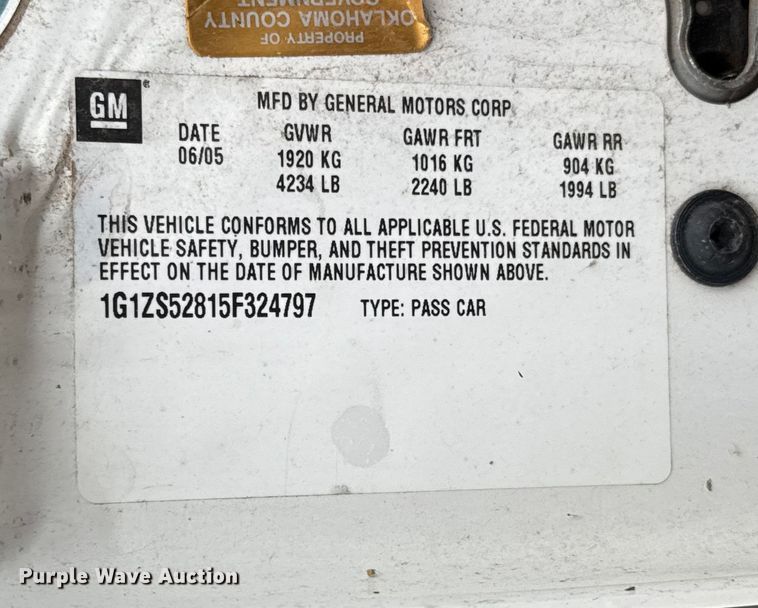 PROPERTY OF
OKLAHOMA COUNTY
GOVERNMENT
GM
MFD BY GENERAL MOTORS CORP
DATE GVWR GAWR FRT GAWR RR
06/05 1920 KG 1016 KG 904 KG
4234 LB 2240 LB 1994 LB
THIS VEHICLE CONFORMS TO ALL APPLICABLE U.S. FEDERAL MOTOR
VEHICLE SAFETY, BUMPER, AND THEFT PREVENTION STANDARDS IN
EFFECT ON THE DATE OF MANUFACTURE SHOWN ABOVE.
1G1ZS52815F324797 TYPE: PASS CAR
Purple Wave Auction